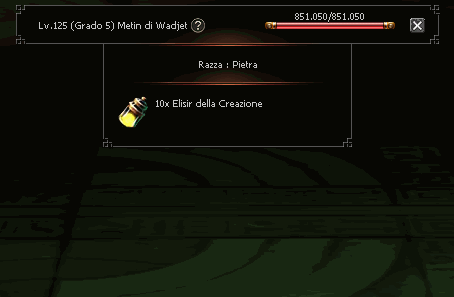 851.050/851.050
Lv.125 (Grado 5) Metin di Wadjet ?
Razza : Pietra
10x Elisir della Creazione